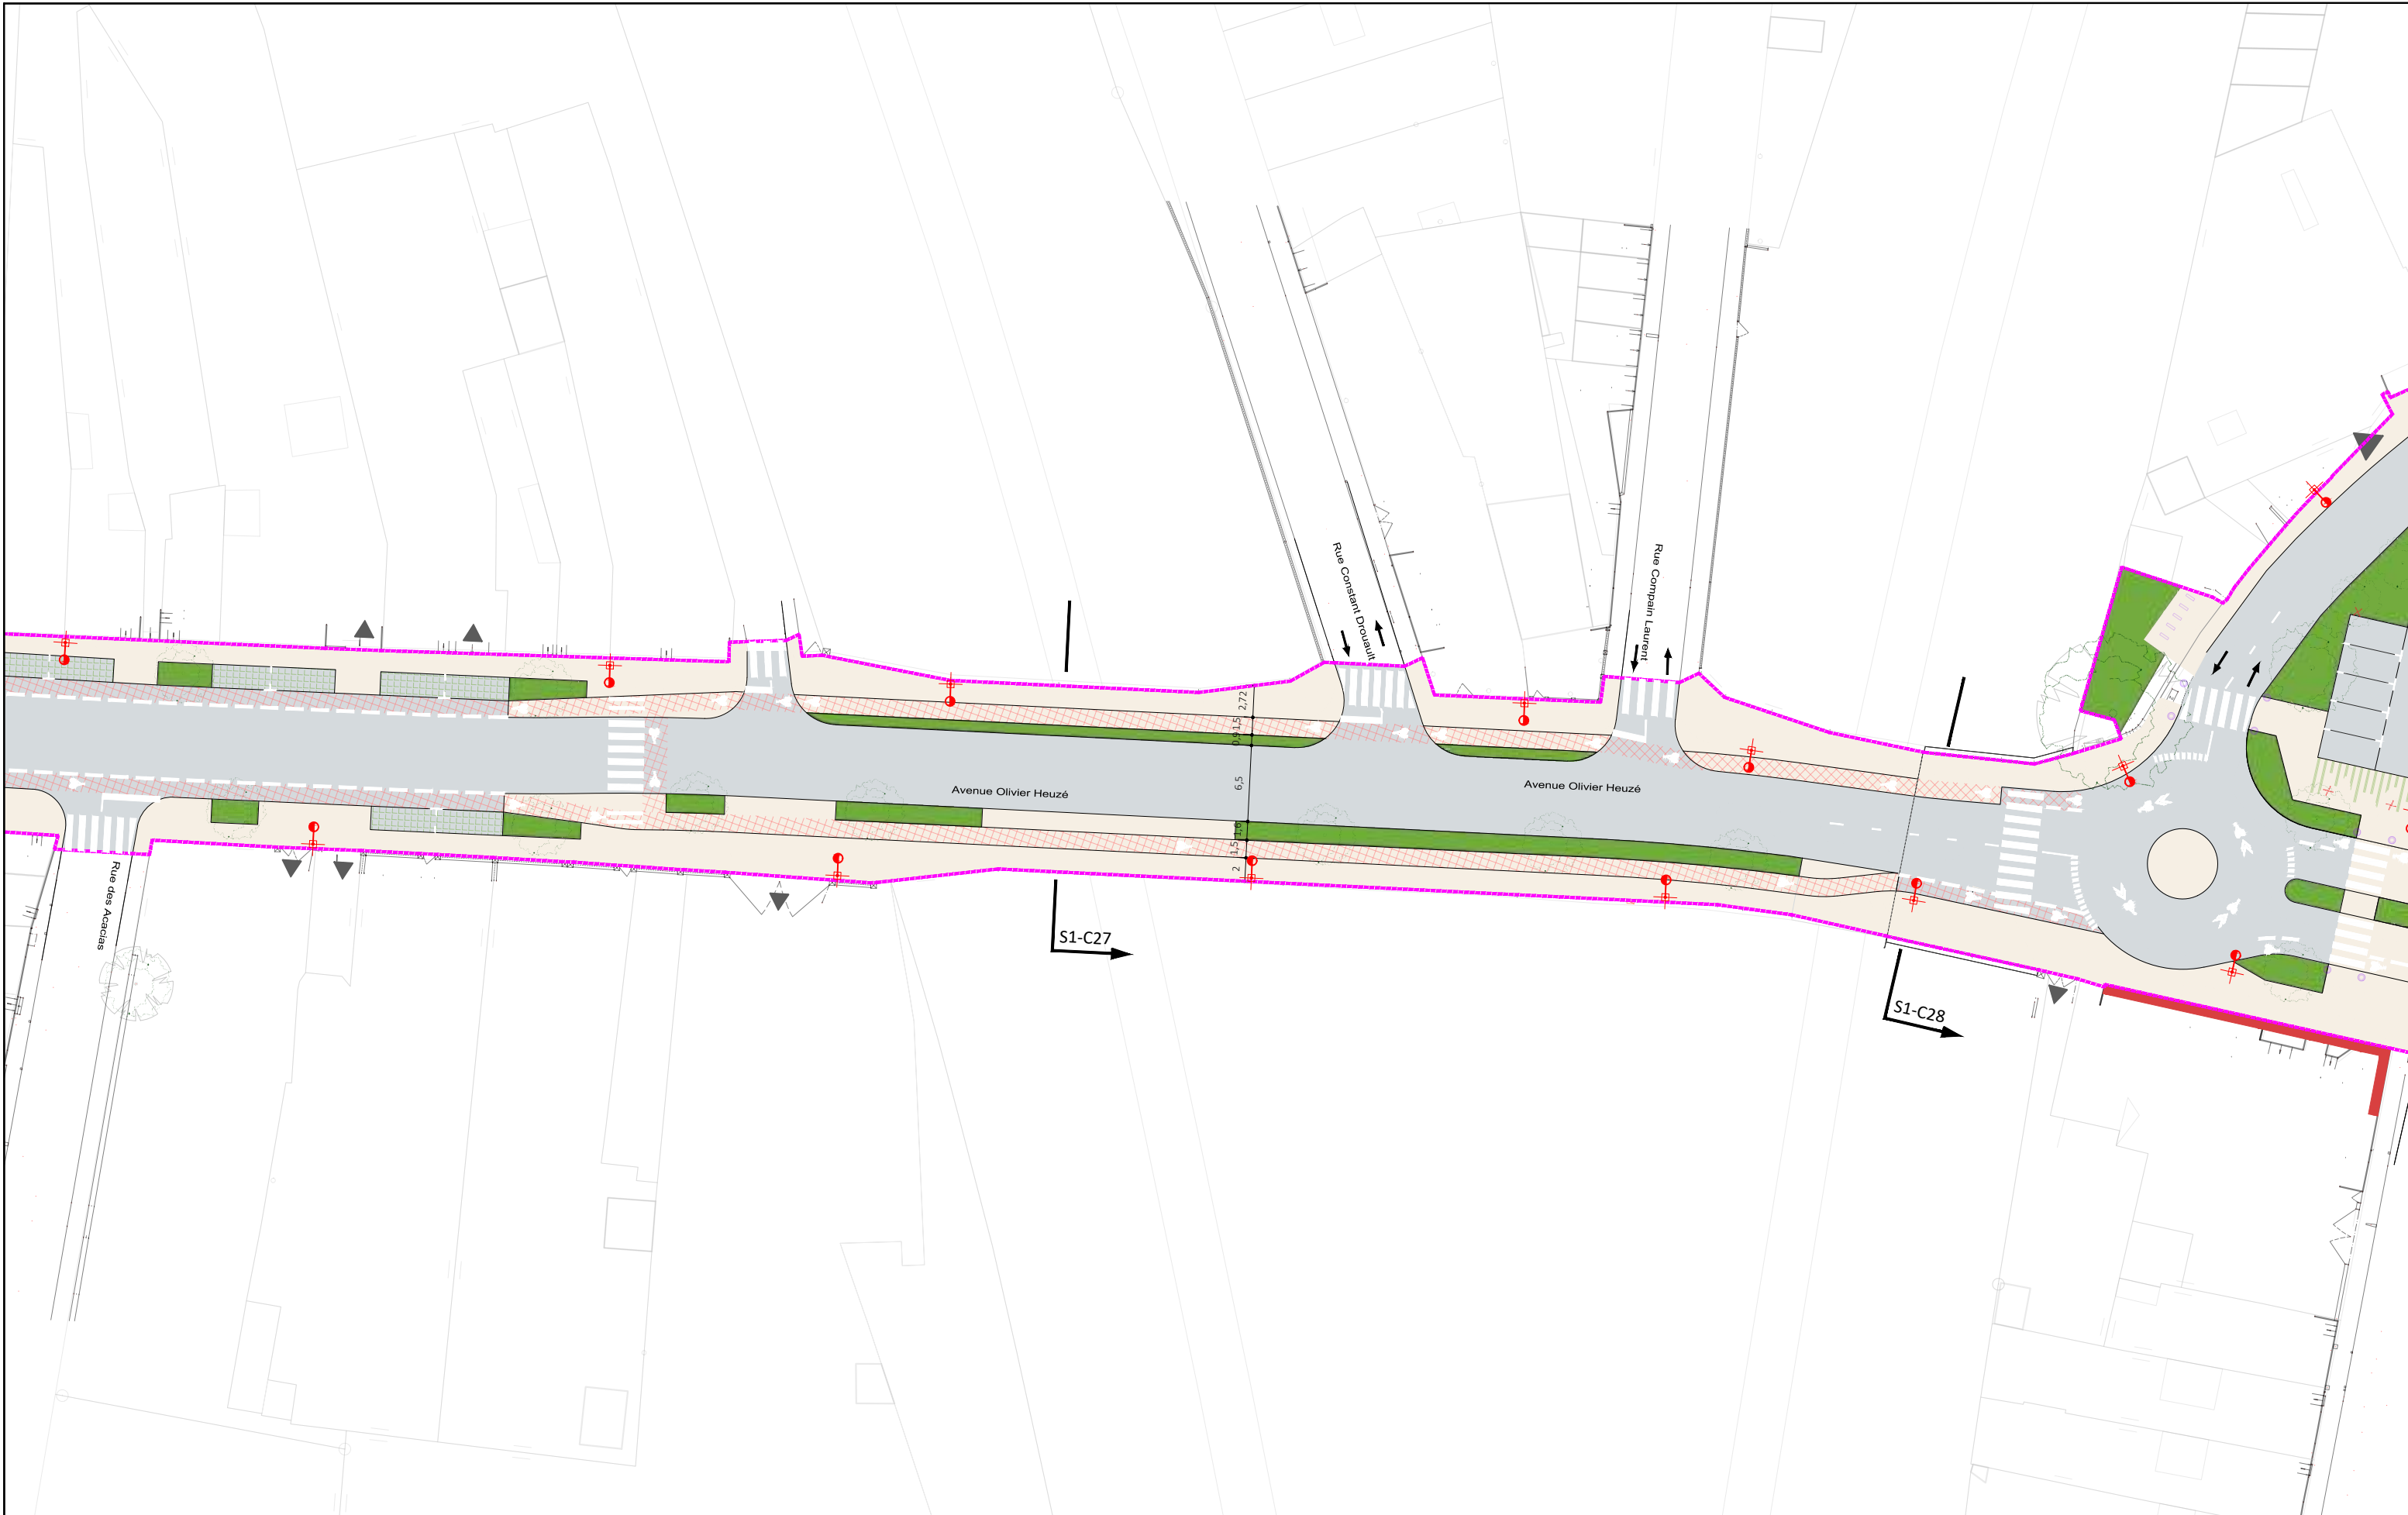 Rue Constant Drouault
Rue Compain Laurent
2,72
1,5
0,9
6,5
1,6
1,5
2
Avenue Olivier Heuzé
Avenue Olivier Heuzé
Rue des Acacias
S1-C27
S1-C28